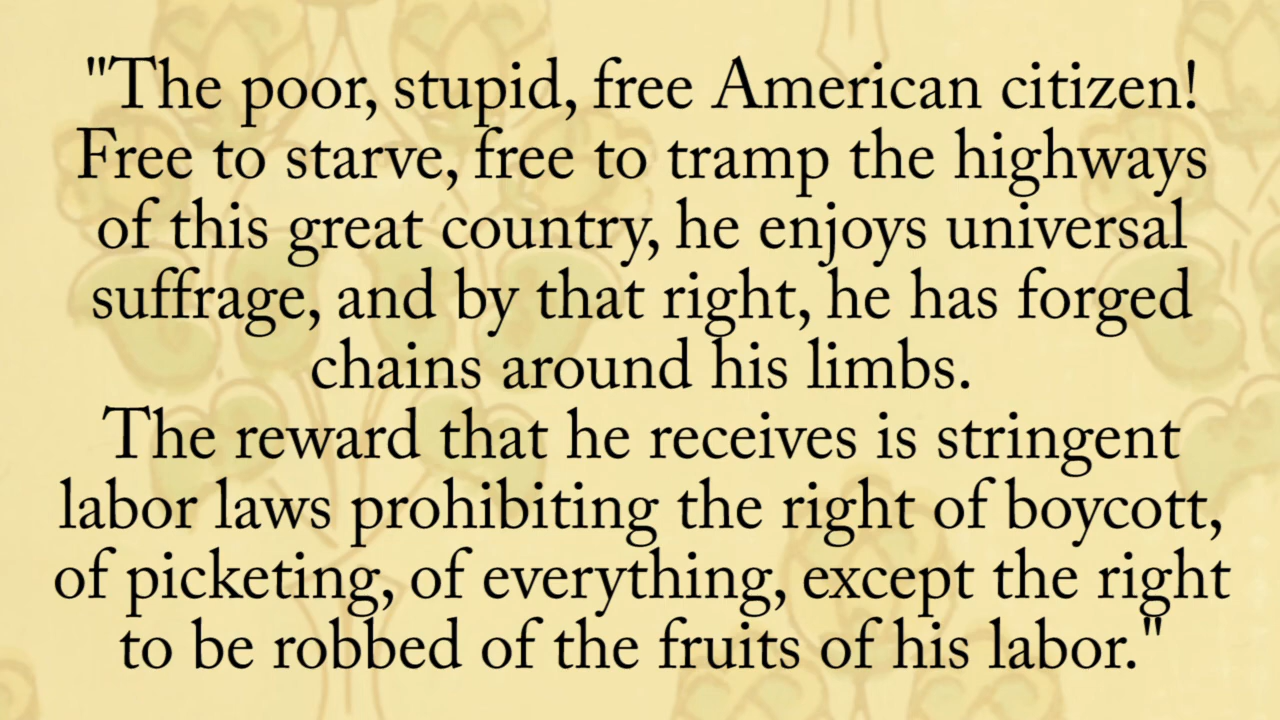 "The poor, stupid, free American citizen!
Free to starve, free to tramp the highways
of this great country, he enjoys universal
suffrage, and by that right, he has forged
chains around his limbs.
The reward that he receives is stringent
labor laws prohibiting the right of boycott,
of picketing, of everything, except the right
to be robbed of the fruits of his labor."